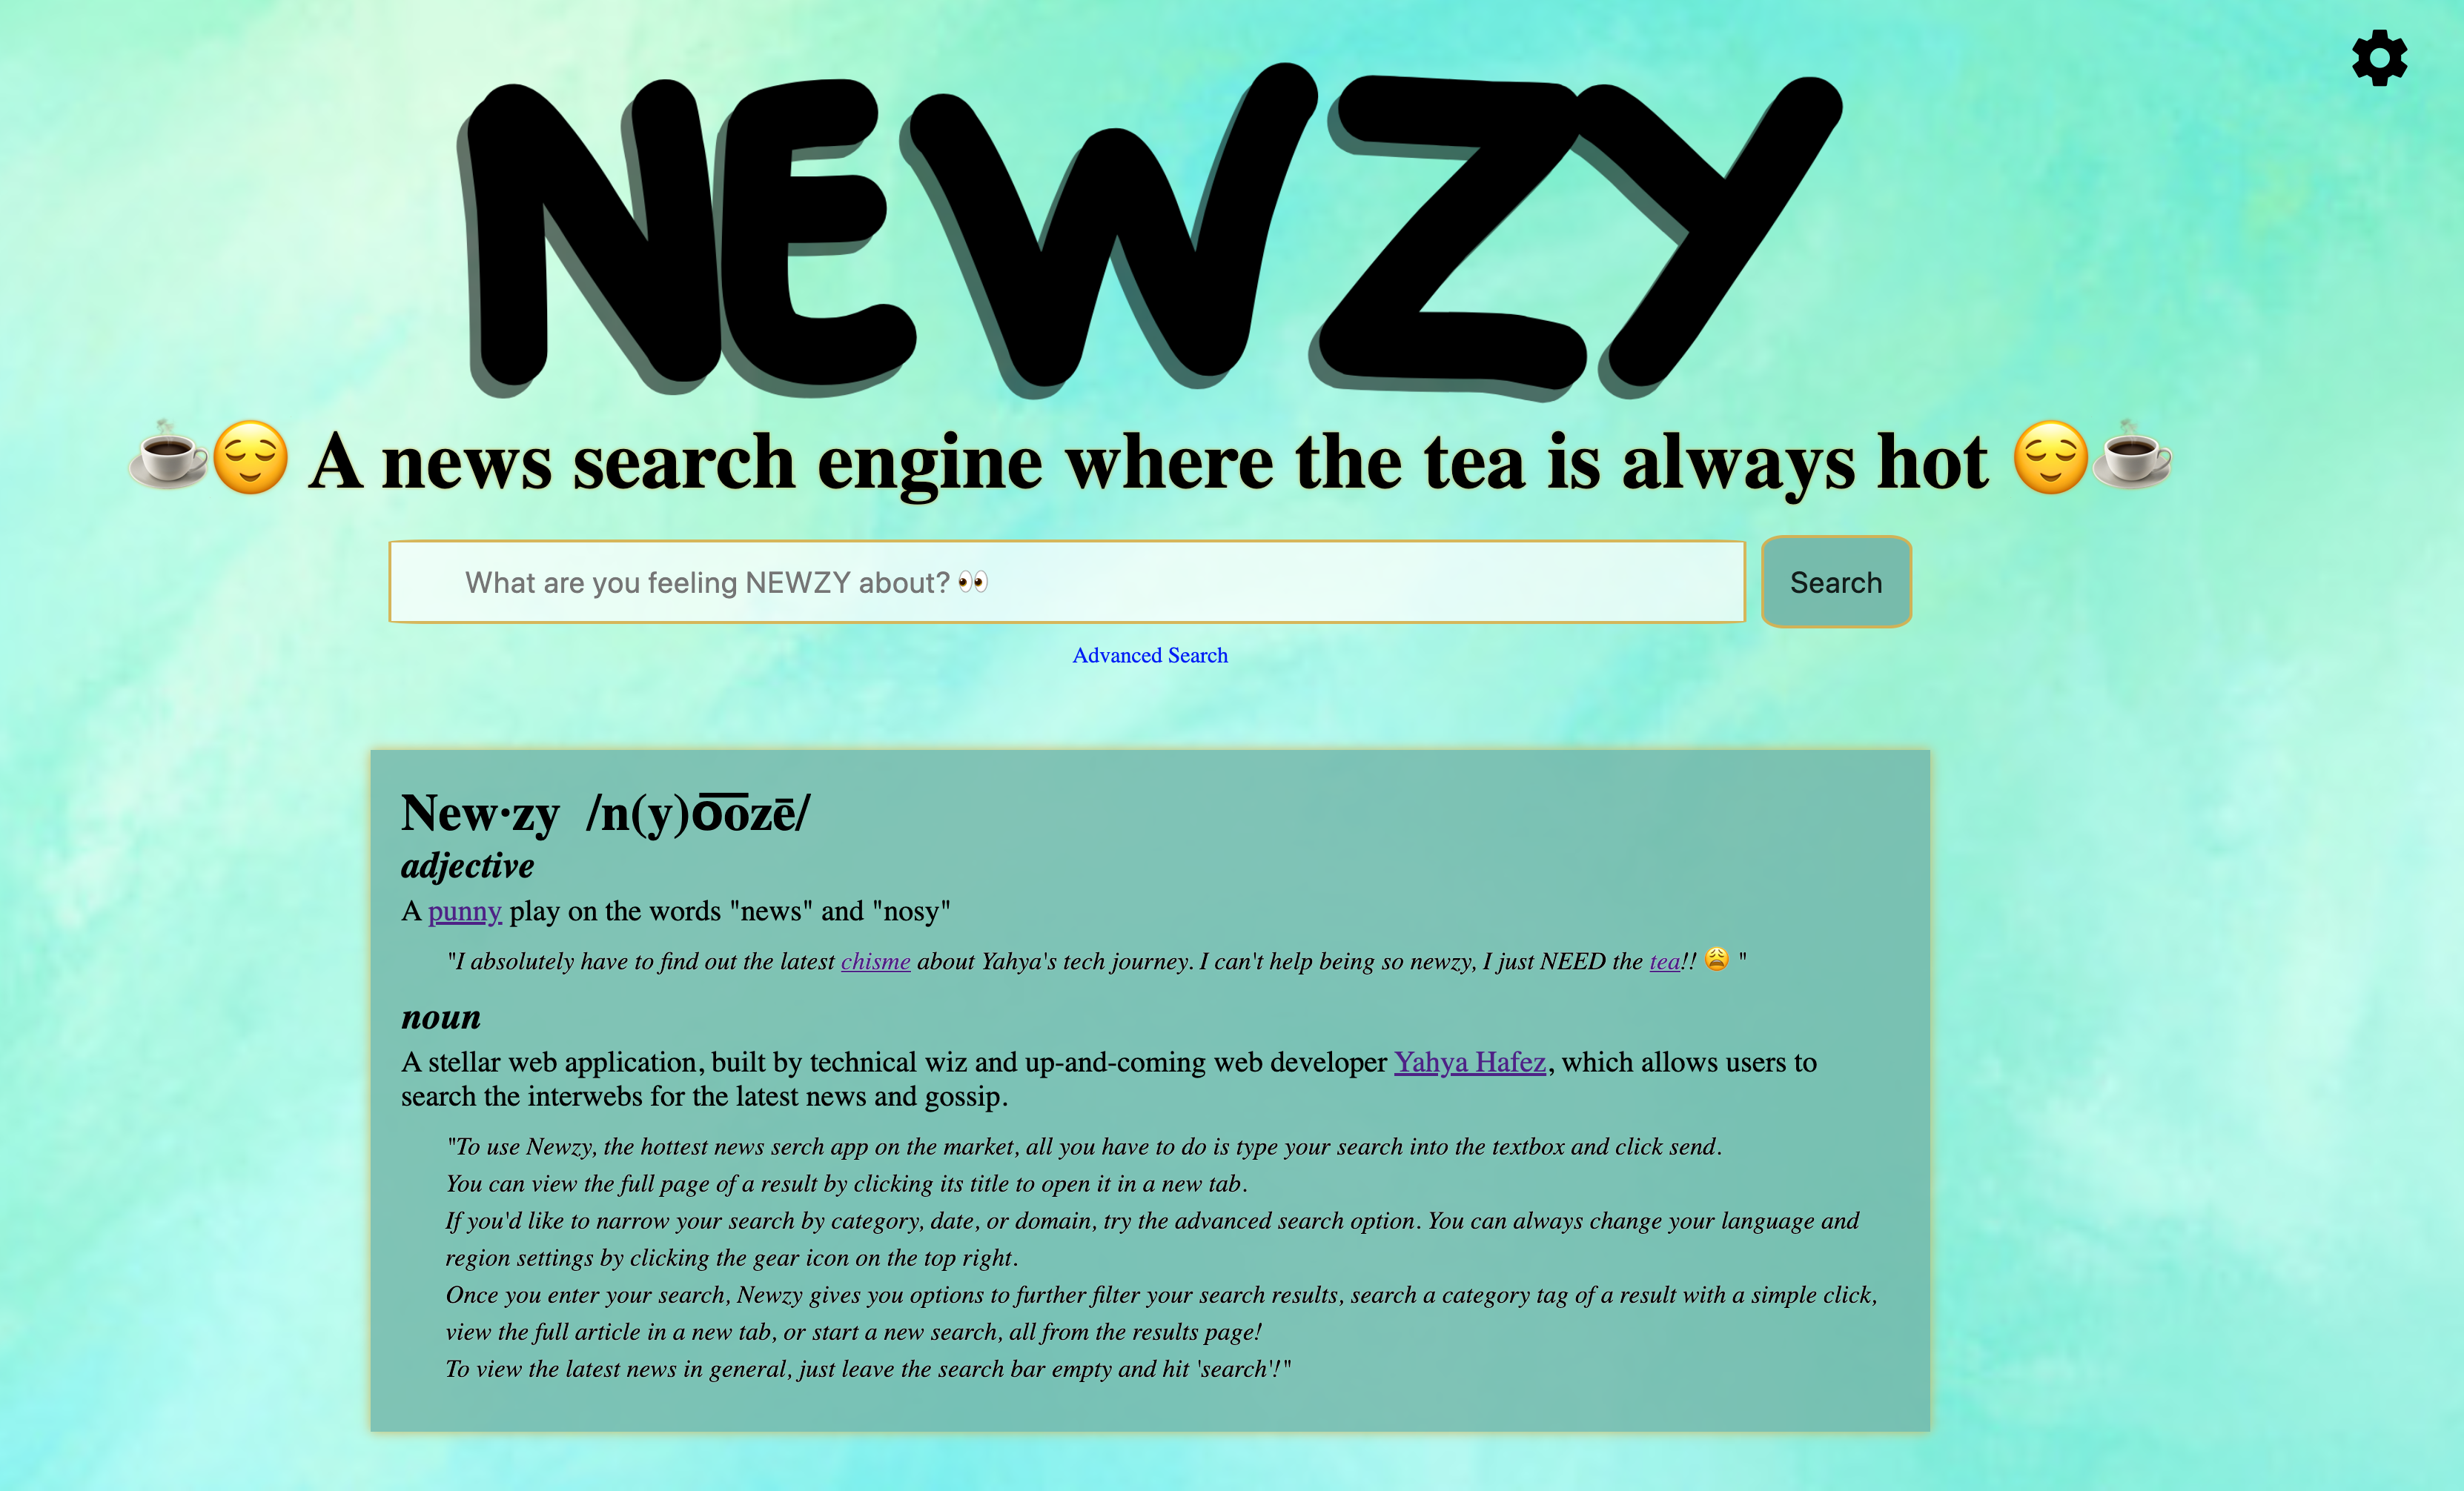 NEWZY
☕😌 A news search engine where the tea is always hot 😌☕
What are you feeling NEWZY about? 👀
Search
Advanced Search
New·zy /n(y)o͞ozē/
adjective
A punny play on the words "news" and "nosy"
"I absolutely have to find out the latest chisme about Yahya's tech journey. I can't help being so newzy, I just NEED the tea!! 😩 "
noun
A stellar web application, built by technical wiz and up-and-coming web developer Yahya Hafez, which allows users to
search the interwebs for the latest news and gossip.
"To use Newzy, the hottest news serch app on the market, all you have to do is type your search into the textbox and click send.
You can view the full page of a result by clicking its title to open it in a new tab.
If you'd like to narrow your search by category, date, or domain, try the advanced search option. You can always change your language and
region settings by clicking the gear icon on the top right.
Once you enter your search, Newzy gives you options to further filter your search results, search a category tag of a result with a simple click,
view the full article in a new tab, or start a new search, all from the results page!
To view the latest news in general, just leave the search bar empty and hit 'search'!"